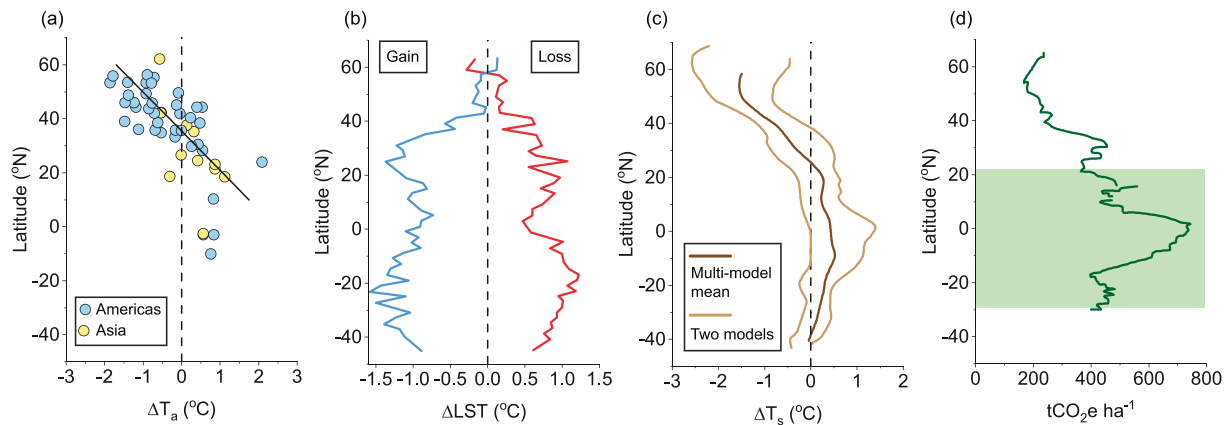 (a)
Latitude (°N)
60
40
20
0
−20
−40
Americas
Asia
−3 −2 −1 0 1 2 3
ΔTa (°C)
(b)
Latitude (°N)
60
40
20
0
−20
−40
Gain
Loss
−1.5 −1.0 −0.5 0.0 0.5 1.0 1.5
ΔLST (°C)
(c)
Latitude (°N)
60
40
20
0
−20
−40
Multi-model
mean
Two models
−3 −2 −1 0 1 2
ΔTs (°C)
(d)
Latitude (°N)
60
40
20
0
−20
−40
0 200 400 600 800
tCO₂e ha⁻¹